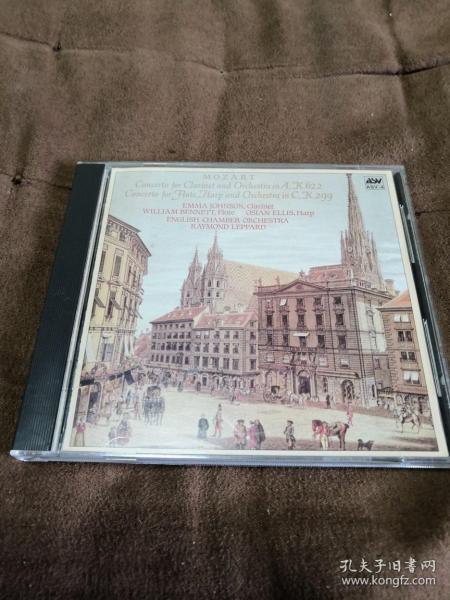 MOZART
Concerto for Clarinet and Orchestra in A, K.622
Concerto for Flute, Harp and Orchestra in C, K.299
EMMA JOHNSON, Clarinet
WILLIAM BENNETT, Flute OSIAN ELLIS, Harp
ENGLISH CHAMBER ORCHESTRA
RAYMOND LEPPARD
ASV
孔夫子旧书网
www.kongfz.com